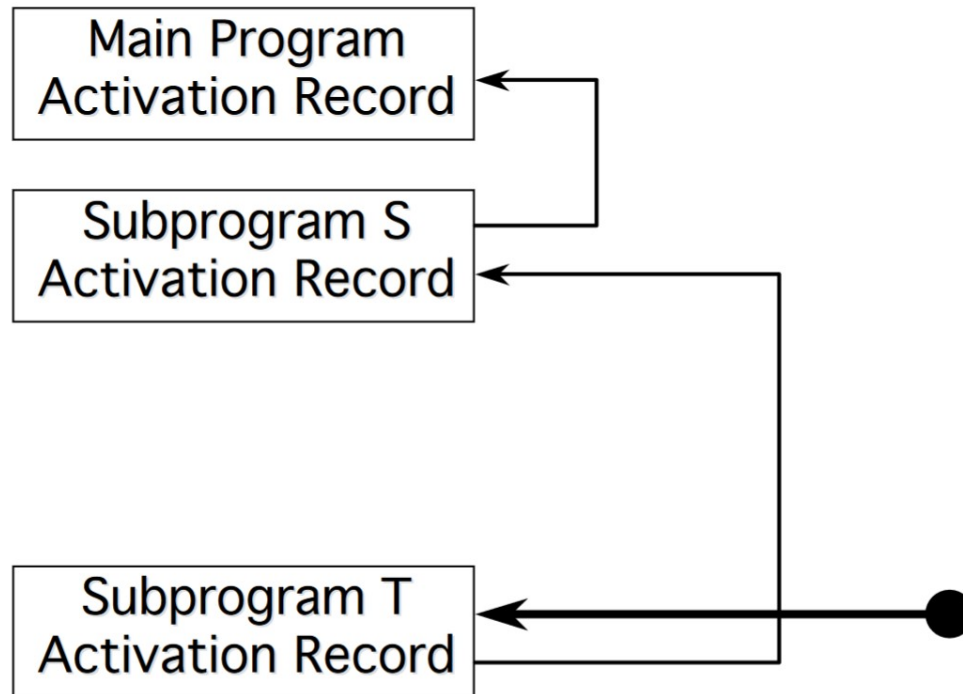 Main Program
Activation Record
Subprogram S
Activation Record
Subprogram T
Activation Record